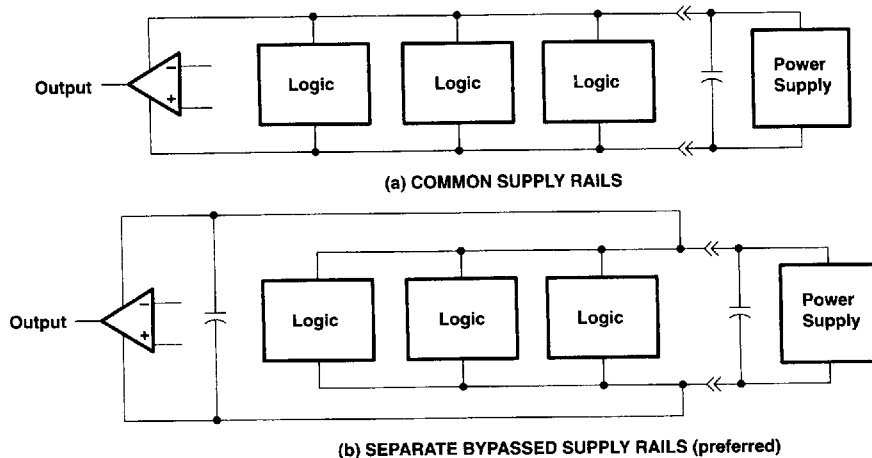 Output
−
+
Logic
Logic
Logic
Power
Supply
(a) COMMON SUPPLY RAILS
Output
−
+
Logic
Logic
Logic
Power
Supply
(b) SEPARATE BYPASSED SUPPLY RAILS (preferred)